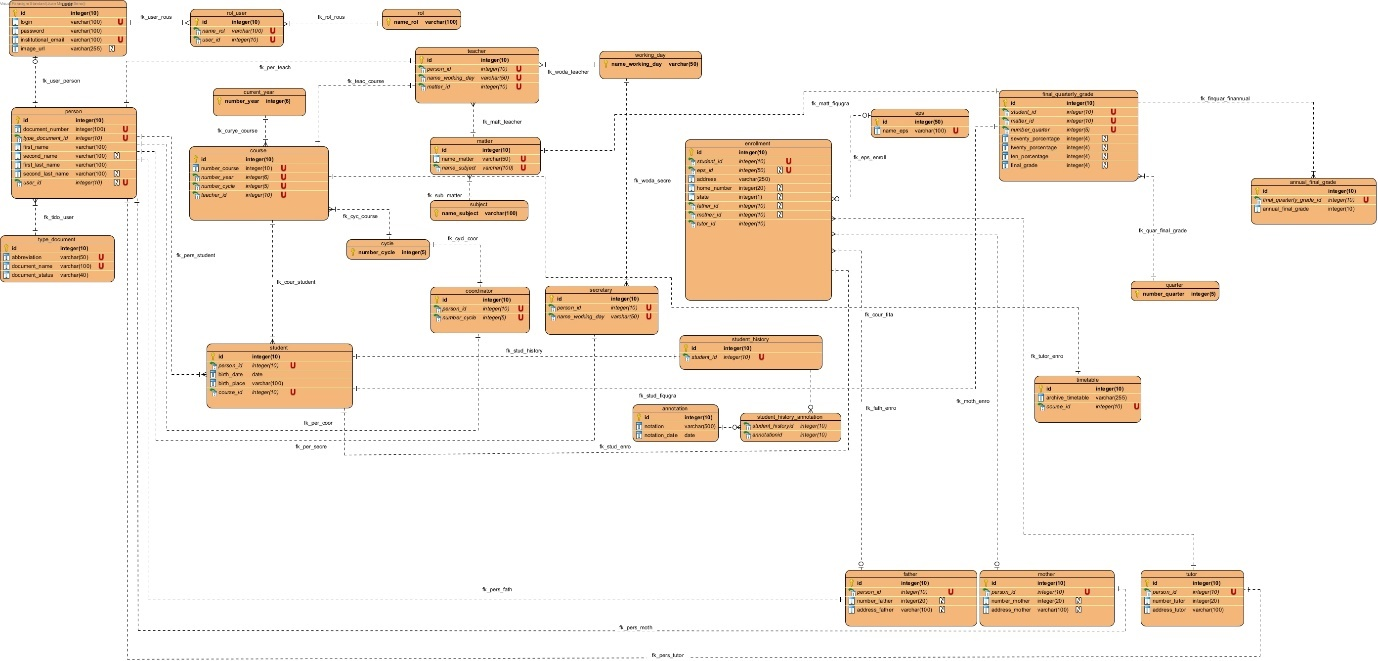 user
id integer(10)
login varchar(100) U
password varchar(100)
institutional_email varchar(100) U
image_url varchar(255) N
fk_user_rous
rol_user
id integer(10)
name_rol varchar(100) U
user_id integer(10) U
fk_rol_rous
rol
name_rol varchar(100)
fk_user_person
fk_per_teach
fk_teac_course
teacher
id integer(10)
person_id integer(10) U
name_working_day varchar(50) U
matter_id integer(10) U
fk_woda_teacher
working_day
name_working_day varchar(50)
current_year
number_year integer(6)
fk_curye_course
fk_matt_teacher
person
id integer(10)
document_number integer(100) U
type_document_id integer(10) U
first_name varchar(100)
second_name varchar(100) N
first_last_name varchar(100)
second_last_name varchar(100) N
user_id integer(10) N U
fk_tido_user
type_document
id integer(10)
abbreviation varchar(50) U
document_name varchar(100) U
document_status varchar(40)
course
id integer(10)
number_course integer(10) U
number_year integer(6) U
number_cycle integer(5) U
teacher_id integer(10) U
matter
id integer(10)
name_matter varchar(50) U
name_subject varchar(100) U
fk_sub_matter
subject
name_subject varchar(100)
fk_cyc_course
cycle
number_cycle integer(5)
fk_cycl_coor
fk_pers_student
fk_cour_student
coordinator
id integer(10)
person_id integer(10) U
number_cycle integer(5) U
secretary
id integer(10)
person_id integer(10) U
name_working_day varchar(50) U
fk_woda_secre
fk_matt_fiqugra
eps
id integer(50)
name_eps varchar(100) U
fk_eps_enroll
enrollment
id integer(10)
student_id integer(10) U
eps_id integer(50) N U
address varchar(250)
home_number integer(20) N
state integer(1) N
father_id integer(10) N
mother_id integer(10) N
tutor_id integer(10)
final_quarterly_grade
id integer(10)
student_id integer(10) U
matter_id integer(10) U
number_quarter integer(5) U
seventy_porcentage integer(4) N
twenty_porcentage integer(4) N
ten_porcentage integer(4) N
final_grade integer(4) N
fk_finquar_finannual
annual_final_grade
id integer(10)
final_quarterly_grade_id integer(10) U
annual_final_grade integer(10)
fk_quar_final_grade
quarter
number_quarter integer(5)
student
id integer(10)
person_id integer(10) U
birth_date date
birth_place varchar(100)
course_id integer(10) U
fk_stud_history
student_history
id integer(10)
student_id integer(10) U
fk_cour_tita
fk_tutor_enro
timetable
id integer(10)
archive_timetable varchar(255)
course_id integer(10) U
fk_stud_fiqugra
annotation
id integer(10)
notation varchar(500)
notation_date date
student_history_annotation
student_historyid integer(10)
annotationid integer(10)
fk_fath_enro
fk_moth_enro
fk_per_coor
fk_per_secre
fk_stud_enro
father
id integer(10)
person_id integer(10) U
number_father integer(20) N
address_father varchar(100) N
mother
id integer(10)
person_id integer(10) U
number_mother integer(20) N
address_mother varchar(100) N
tutor
id integer(10)
person_id integer(10) U
number_tutor integer(20)
address_tutor varchar(100)
fk_pers_fath
fk_pers_moth
fk_pers_tutor